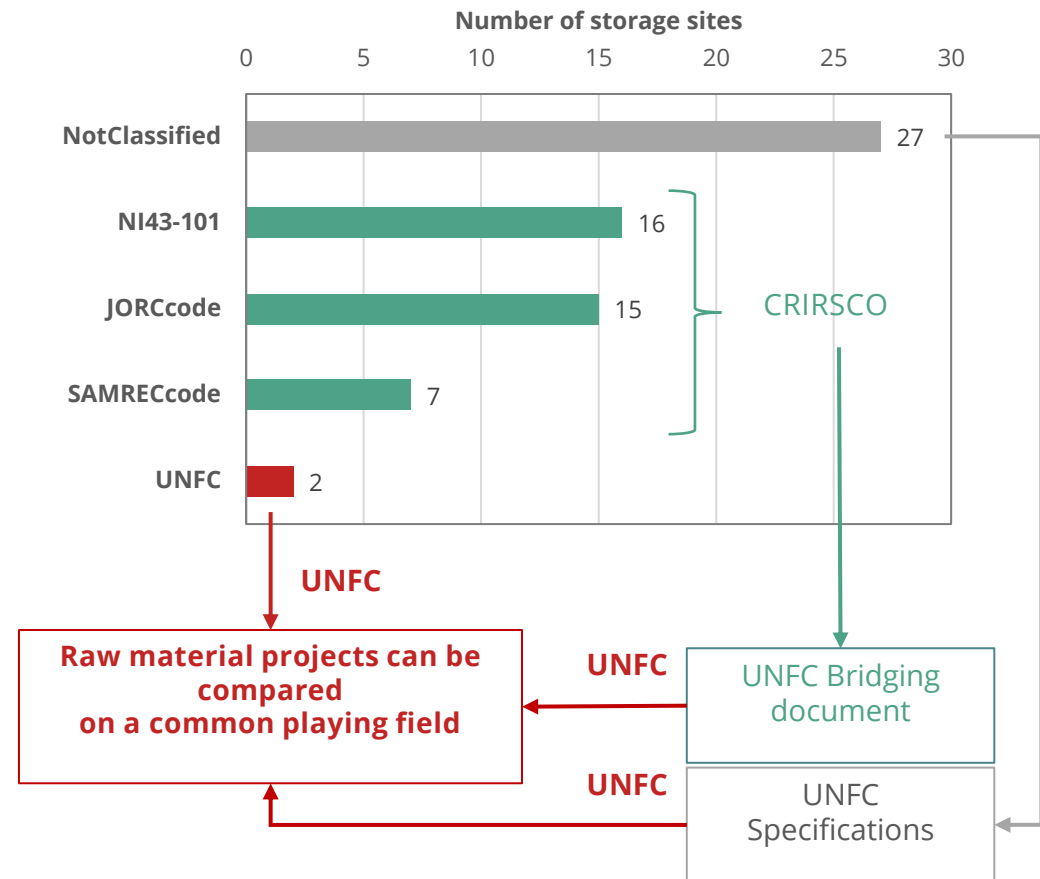 Number of storage sites
0 5 10 15 20 25 30
NotClassified 27
NI43-101 16
JORCcode 15
CRIRSCO
SAMRECcode 7
UNFC 2
UNFC
Raw material projects can be
compared
on a common playing field
UNFC
UNFC Bridging
document
UNFC
UNFC
Specifications